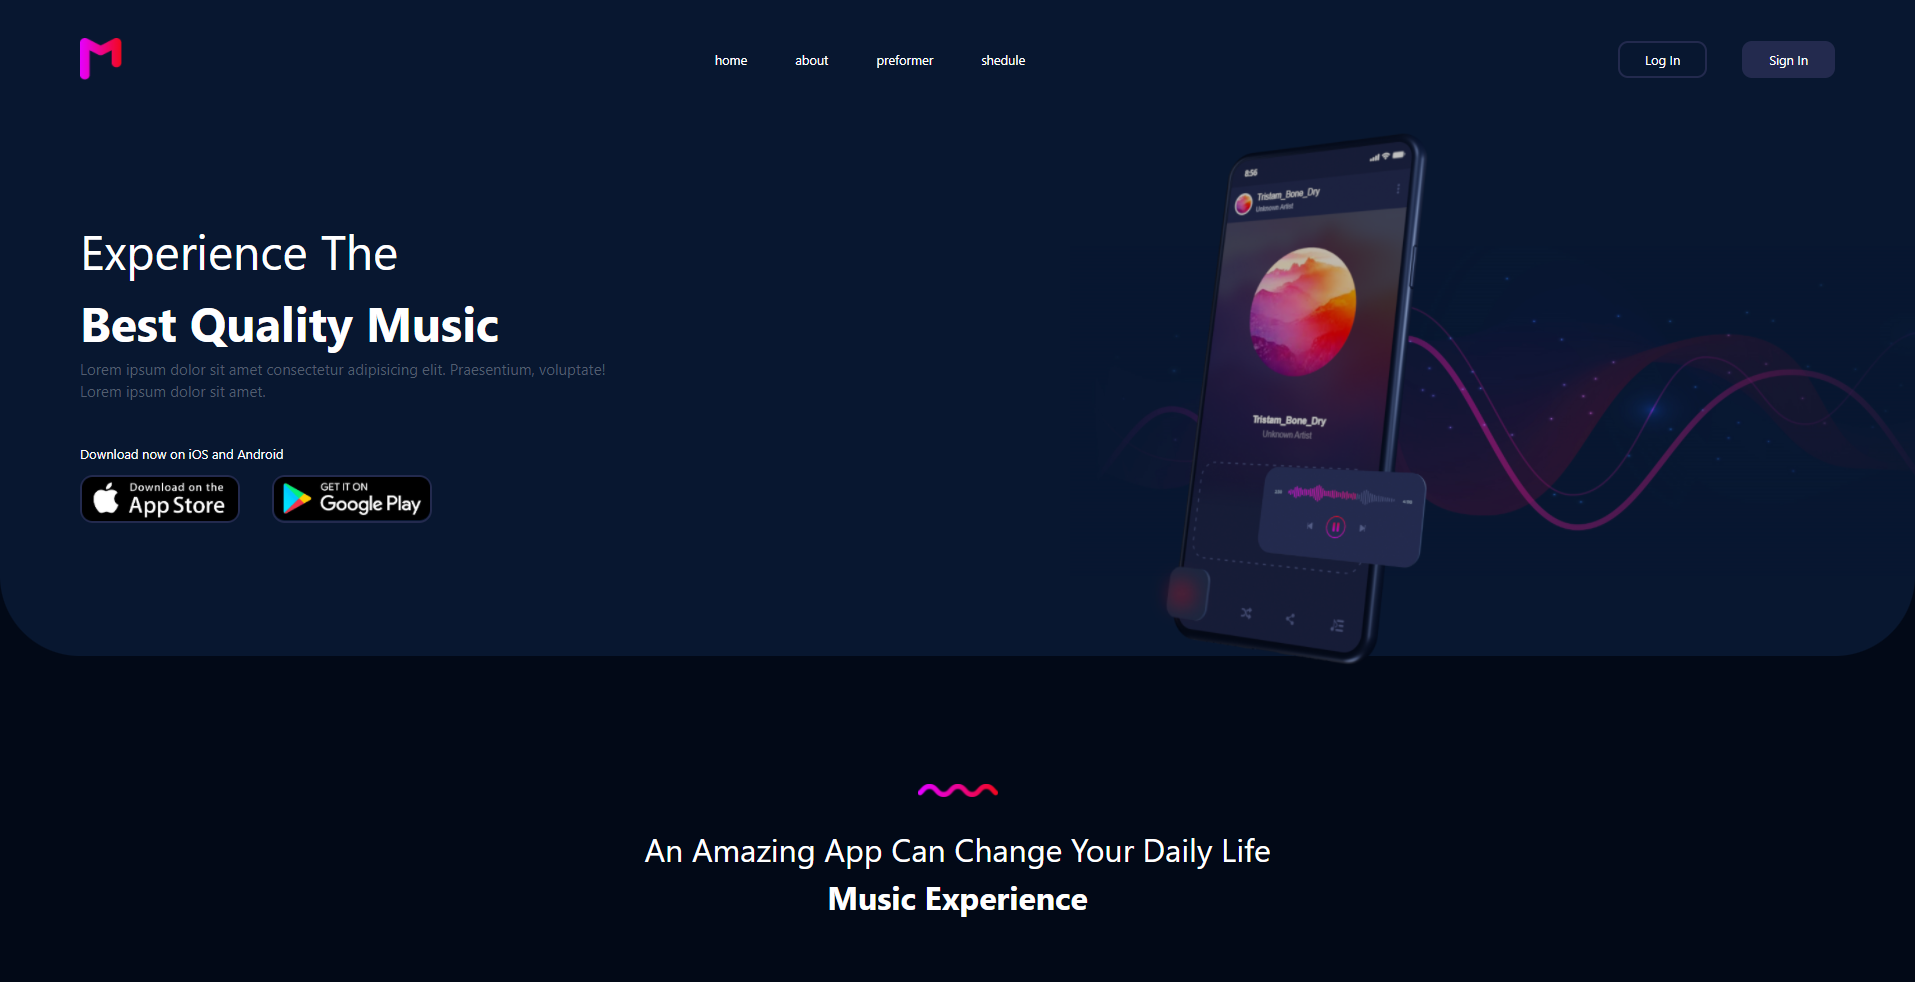 home about preformer shedule Log In Sign In
8:56
Tristam_Bone_Dry
Unknown Artist
Experience The
Best Quality Music
Lorem ipsum dolor sit amet consectetur adipisicing elit. Praesentium, voluptate!
Lorem ipsum dolor sit amet.
Tristam_Bone_Dry
Unknown Artist
Download now on iOS and Android
Download on the
App Store
GET IT ON
Google Play
An Amazing App Can Change Your Daily Life
Music Experience